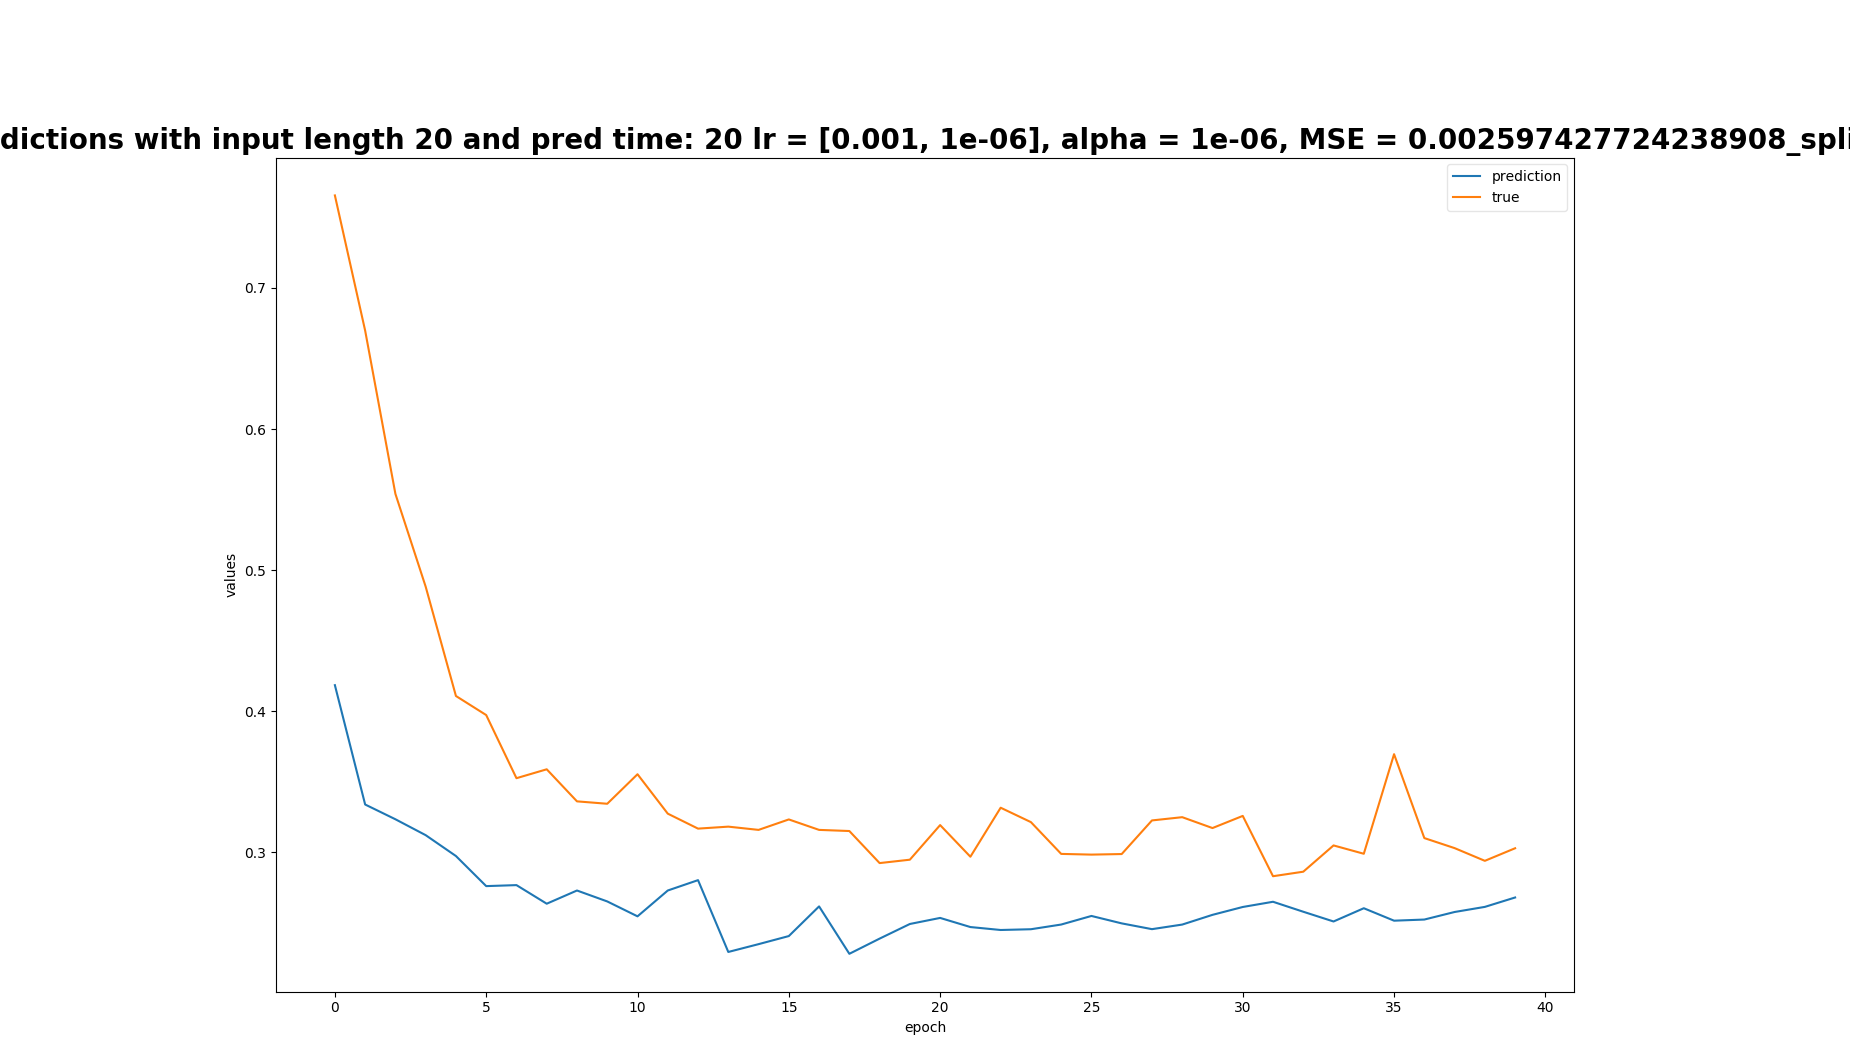 dictions with input length 20 and pred time: 20 lr = [0.001, 1e-06], alpha = 1e-06, MSE = 0.002597427724238908_spli
prediction
true
values
0.7
0.6
0.5
0.4
0.3
0 5 10 15 20 25 30 35 40
epoch